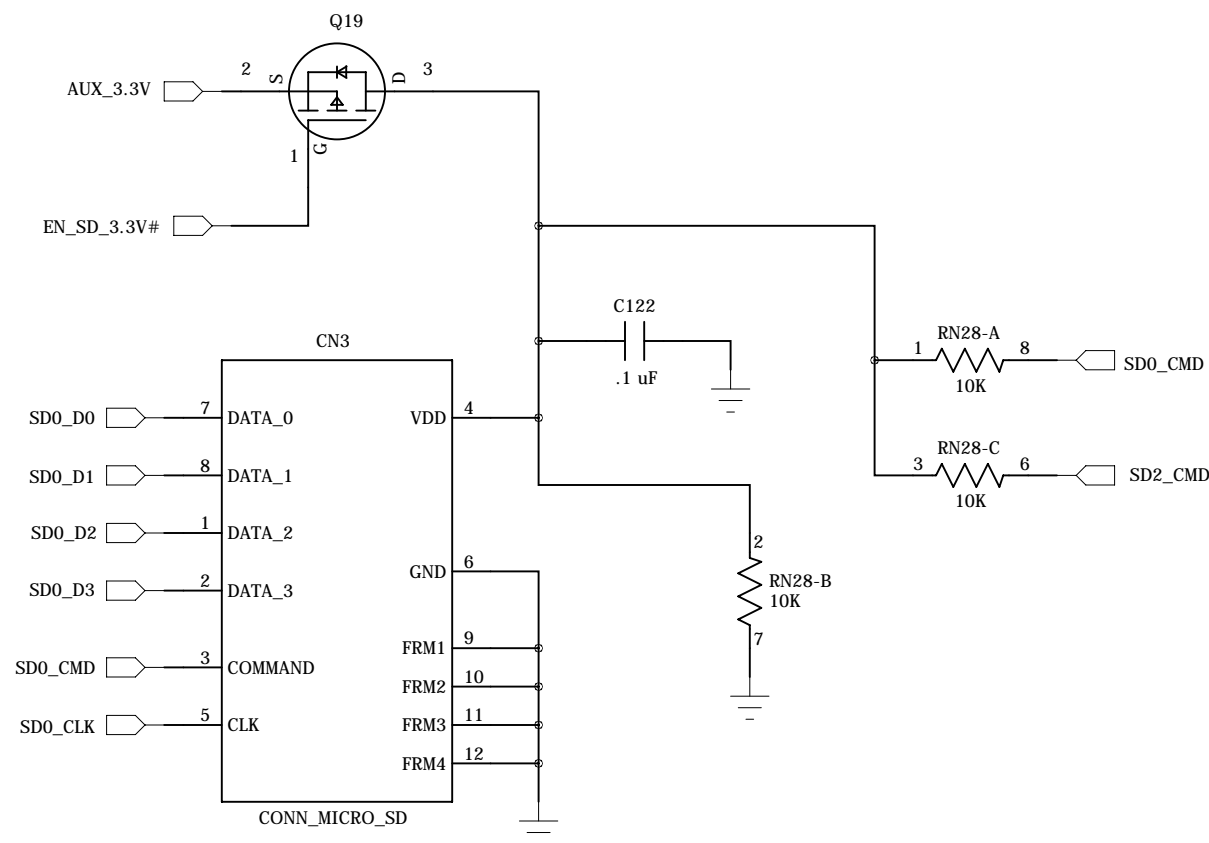 Q19
AUX_3.3V
2
S
D
3
1
G
EN_SD_3.3V#
C122
.1 uF
RN28-A
1
8
10K
SD0_CMD
RN28-C
3
6
10K
SD2_CMD
CN3
SD0_D0
7
DATA_0
VDD
4
SD0_D1
8
DATA_1
SD0_D2
1
DATA_2
SD0_D3
2
DATA_3
GND
6
2
RN28-B
10K
7
SD0_CMD
3
COMMAND
SD0_CLK
5
CLK
FRM1
9
FRM2
10
FRM3
11
FRM4
12
CONN_MICRO_SD